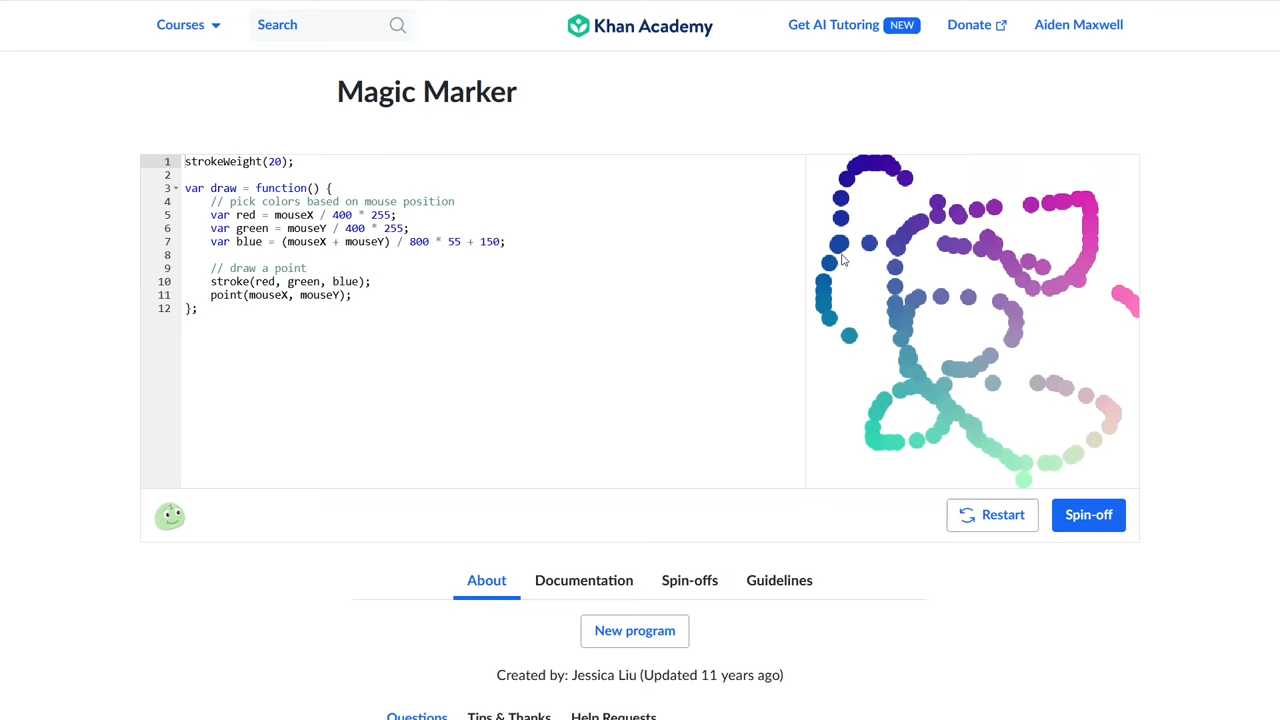 Courses Search Khan Academy Get AI Tutoring NEW Donate Aiden Maxwell
Magic Marker
1 strokeWeight(20);
2
3 var draw = function() {
4 // pick colors based on mouse position
5 var red = mouseX / 400 * 255;
6 var green = mouseY / 400 * 255;
7 var blue = (mouseX + mouseY) / 800 * 55 + 150;
8
9 // draw a point
10 stroke(red, green, blue);
11 point(mouseX, mouseY);
12 };
Restart Spin-off
About Documentation Spin-offs Guidelines
New program
Created by: Jessica Liu (Updated 11 years ago)
Questions Tips & Thanks Help Requests